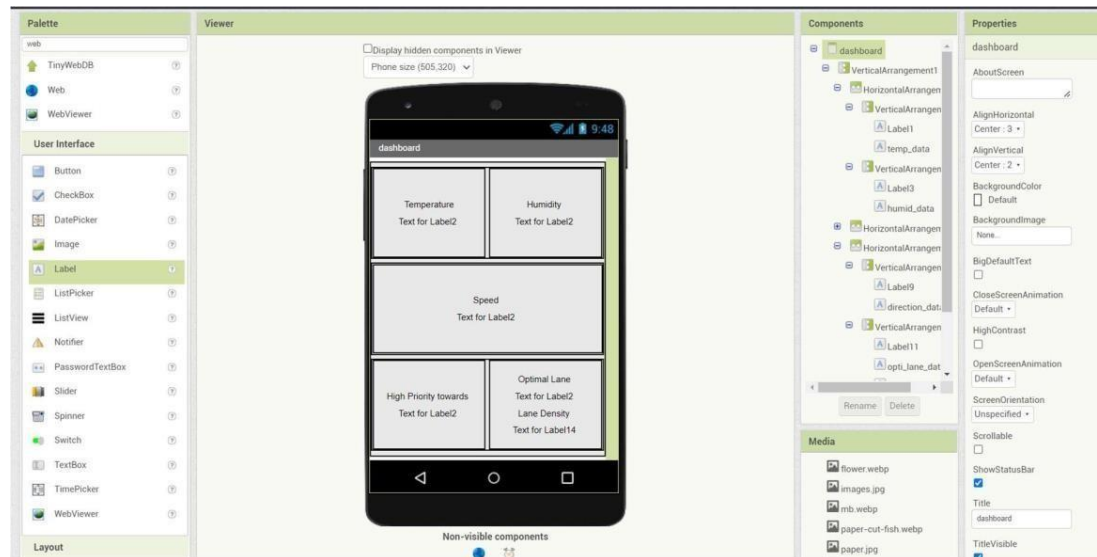 Palette
web
TinyWebDB
Web
WebViewer
User Interface
Button
CheckBox
DatePicker
Image
Label
ListPicker
ListView
Notifier
PasswordTextBox
Slider
Spinner
Switch
TextBox
TimePicker
WebViewer
Layout
Viewer
Display hidden components in Viewer
Phone size (505,320)
9:48
dashboard
Temperature
Text for Label2
Humidity
Text for Label2
Speed
Text for Label2
High Priority towards
Text for Label2
Optimal Lane
Text for Label2
Lane Density
Text for Label14
Non-visible components
Components
dashboard
VerticalArrangement1
HorizontalArrangen
VerticalArrangen
Label1
temp_data
VerticalArrangen
Label3
humid_data
HorizontalArrangen
HorizontalArrangen
VerticalArrangen
Label9
direction_dat
VerticalArrangen
Label11
opti_lane_dat
Rename Delete
Media
flower.webp
images.jpg
mb.webp
paper-cut-fish.webp
paper.jpg
Properties
dashboard
AboutScreen
AlignHorizontal
Center : 3
AlignVertical
Center : 2
BackgroundColor
Default
BackgroundImage
None...
BigDefaultText
CloseScreenAnimation
Default
HighContrast
OpenScreenAnimation
Default
ScreenOrientation
Unspecified
Scrollable
ShowStatusBar
Title
dashboard
TitleVisible